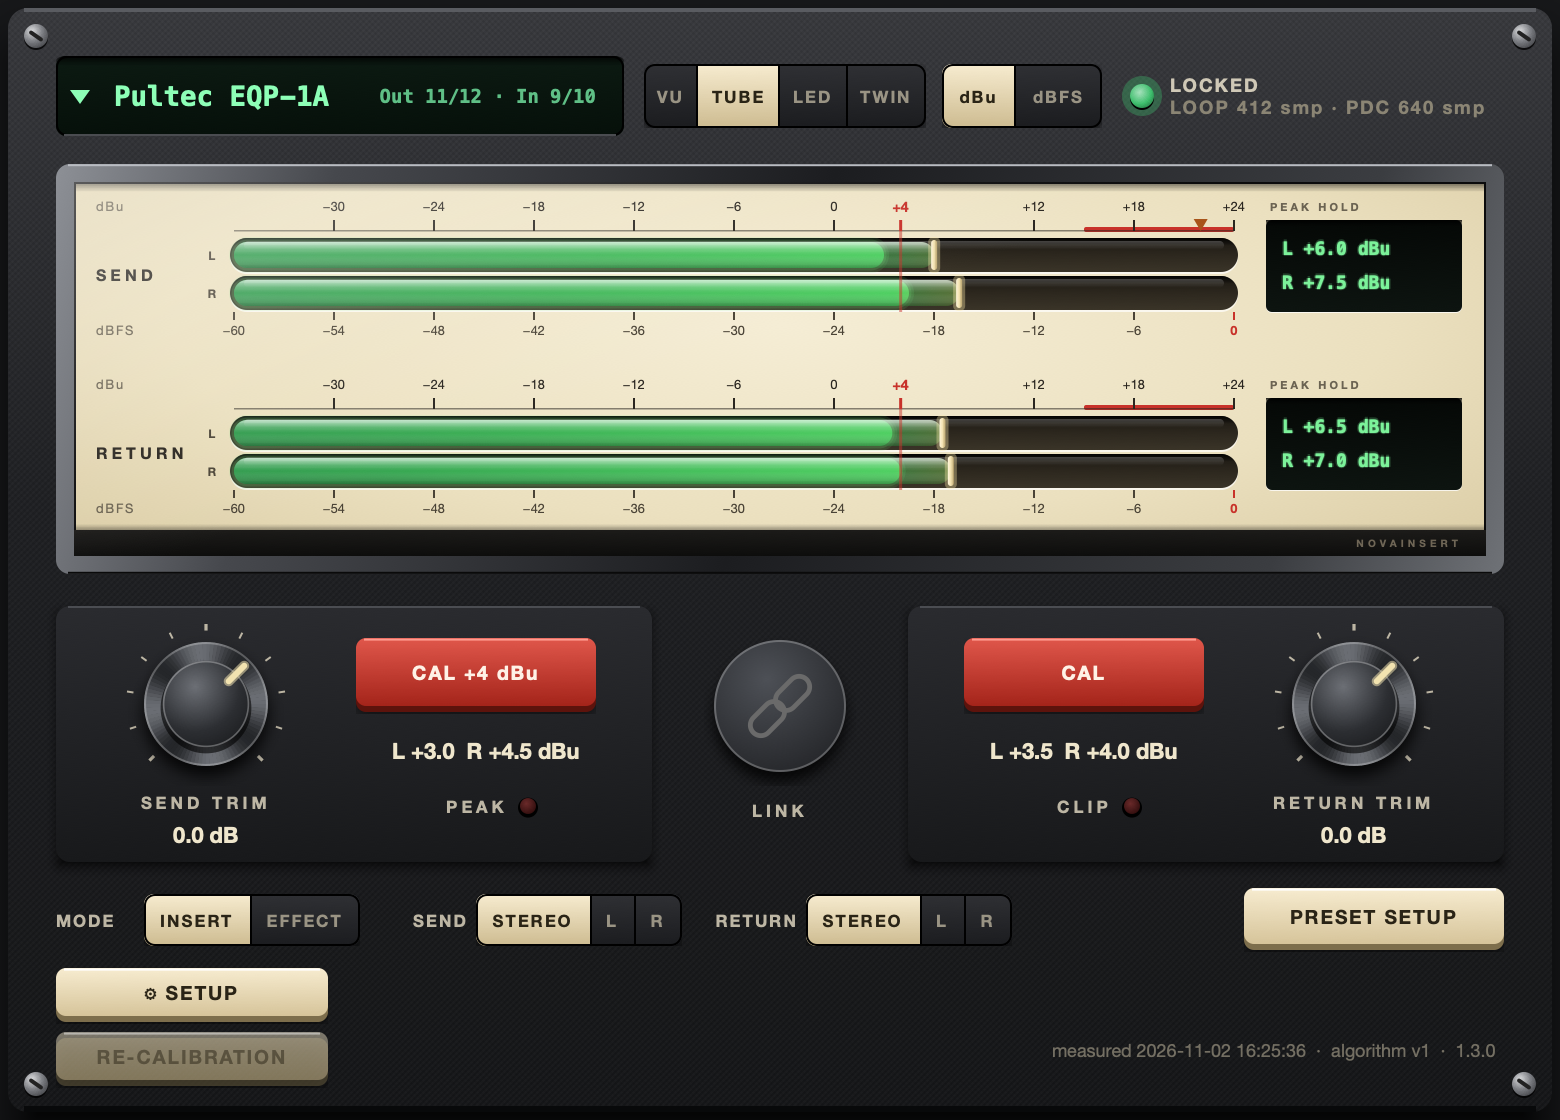 Pultec EQP-1A Out 11/12 · In 9/10 VU TUBE LED TWIN dBu dBFS LOCKED
LOOP 412 smp · PDC 640 smp
dBu −30 −24 −18 −12 −6 0 +4 +12 +18 +24 PEAK HOLD
L L +6.0 dBu
SEND
R R +7.5 dBu
dBFS −60 −54 −48 −42 −36 −30 −24 −18 −12 −6 0
dBu −30 −24 −18 −12 −6 0 +4 +12 +18 +24 PEAK HOLD
L L +6.5 dBu
RETURN
R R +7.0 dBu
dBFS −60 −54 −48 −42 −36 −30 −24 −18 −12 −6 0
NOVAINSERT
CAL +4 dBu CAL
L +3.0 R +4.5 dBu L +3.5 R +4.0 dBu
SEND TRIM PEAK LINK CLIP RETURN TRIM
0.0 dB 0.0 dB
MODE INSERT EFFECT SEND STEREO L R RETURN STEREO L R PRESET SETUP
⚙ SETUP
RE-CALIBRATION
measured 2026-11-02 16:25:36 · algorithm v1 · 1.3.0